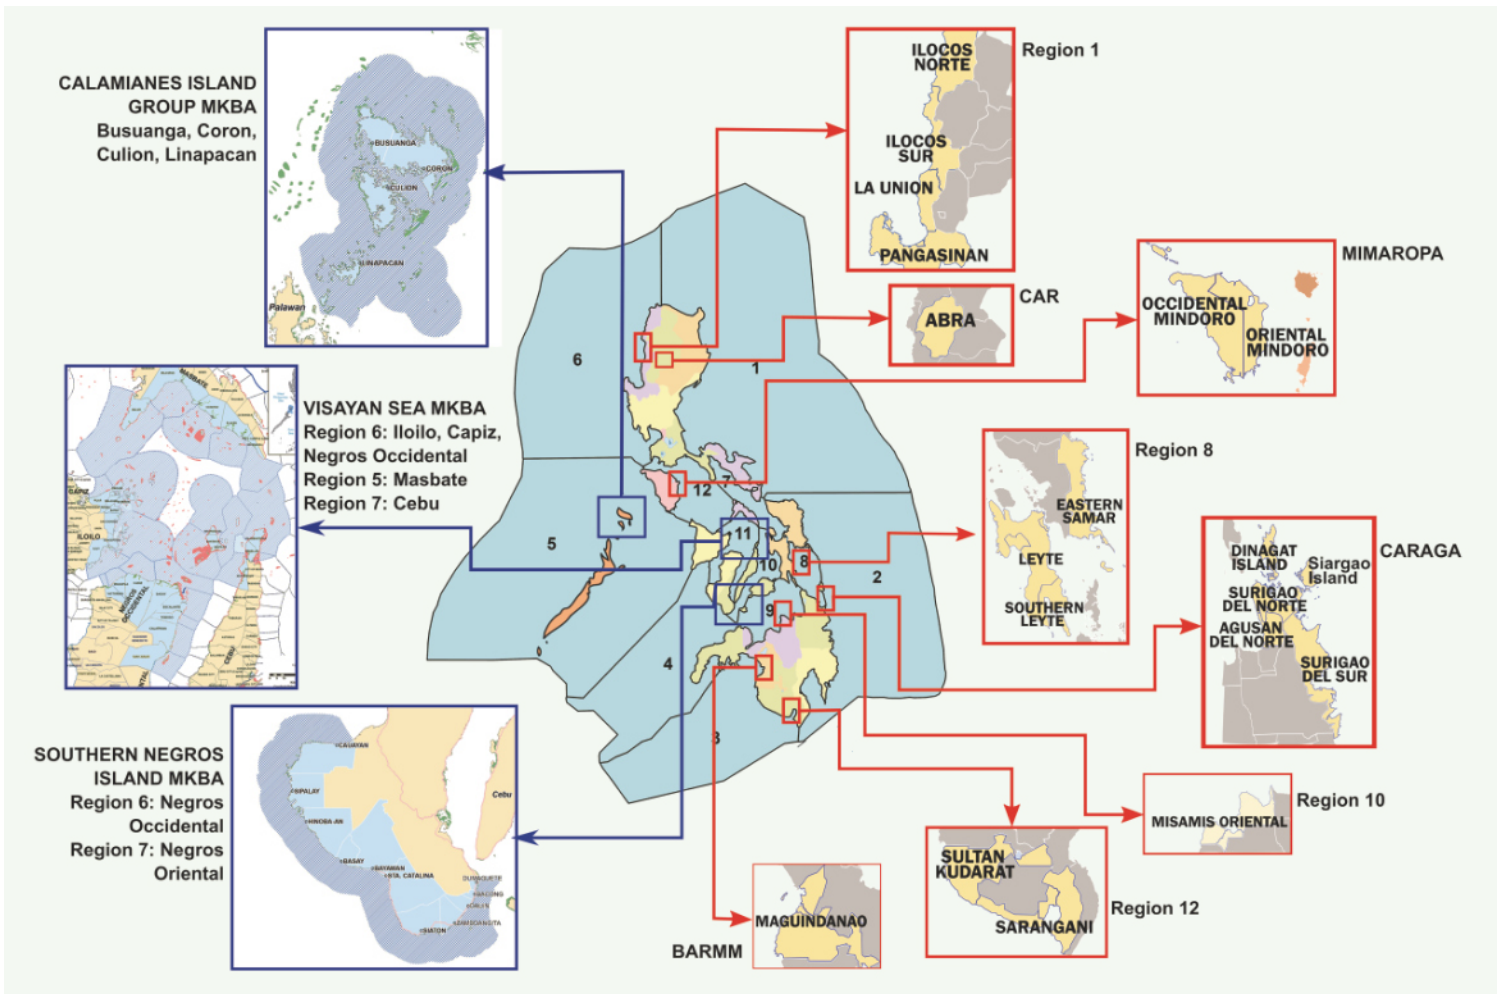 CALAMIANES ISLAND
GROUP MKBA
Busuanga, Coron,
Culion, Linapacan
BUSUANGA
CORON
CULION
LINAPACAN
Palawan
VISAYAN SEA MKBA
Region 6: Iloilo, Capiz,
Negros Occidental
Region 5: Masbate
Region 7: Cebu
MASBATE
CAPIZ
ILOILO
NEGROS
OCCIDENTAL
CEBU
SOUTHERN NEGROS
ISLAND MKBA
Region 6: Negros
Occidental
Region 7: Negros
Oriental
CAUAYAN
SIPALAY
HINOBA-AN
BASAY
BAYAWAN
STA. CATALINA
DUMAGUETE
SIATON
Cebu
6
1
5
12
7
11
10
8
2
9
4
3
Region 1
ILOCOS
NORTE
ILOCOS
SUR
LA UNION
PANGASINAN
CAR
ABRA
MIMAROPA
OCCIDENTAL
MINDORO
ORIENTAL
MINDORO
Region 8
EASTERN
SAMAR
LEYTE
SOUTHERN
LEYTE
CARAGA
DINAGAT
ISLAND
Siargao
Island
SURIGAO
DEL NORTE
AGUSAN
DEL NORTE
SURIGAO
DEL SUR
Region 10
MISAMIS ORIENTAL
Region 12
SULTAN
KUDARAT
SARANGANI
BARMM
MAGUINDANAO